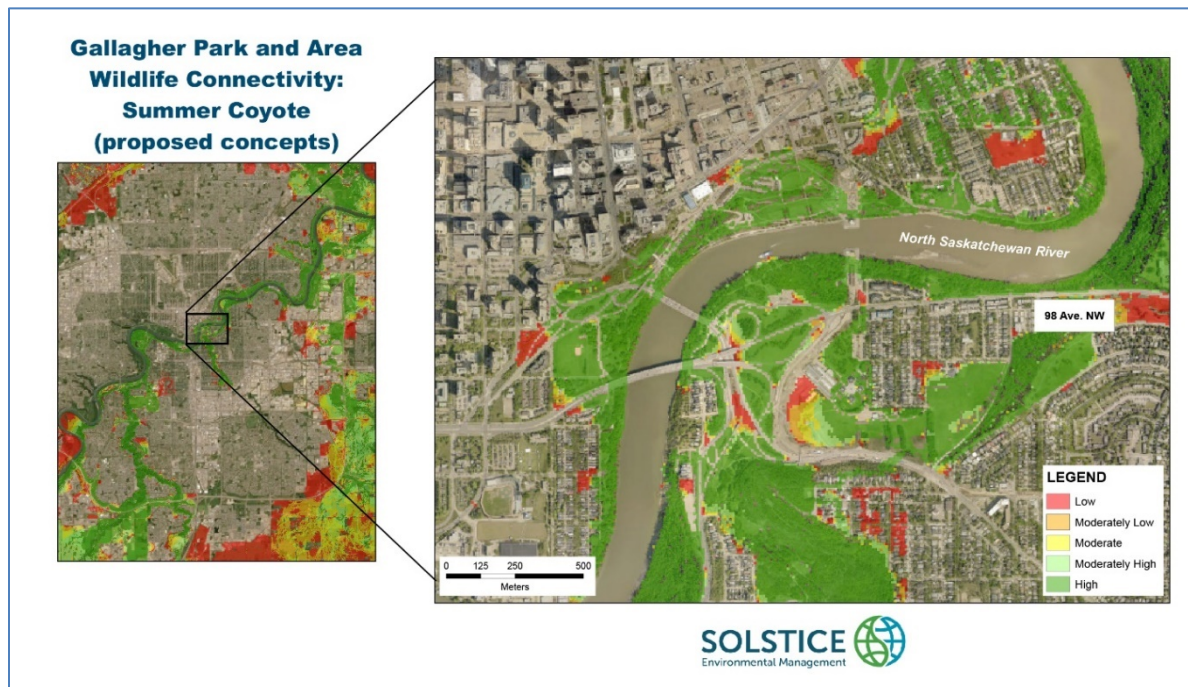 Gallagher Park and Area
Wildlife Connectivity:
Summer Coyote
(proposed concepts)
North Saskatchewan River
98 Ave. NW
LEGEND
Low
Moderately Low
Moderate
Moderately High
High
0 125 250 500
Meters
SOLSTICE
Environmental Management